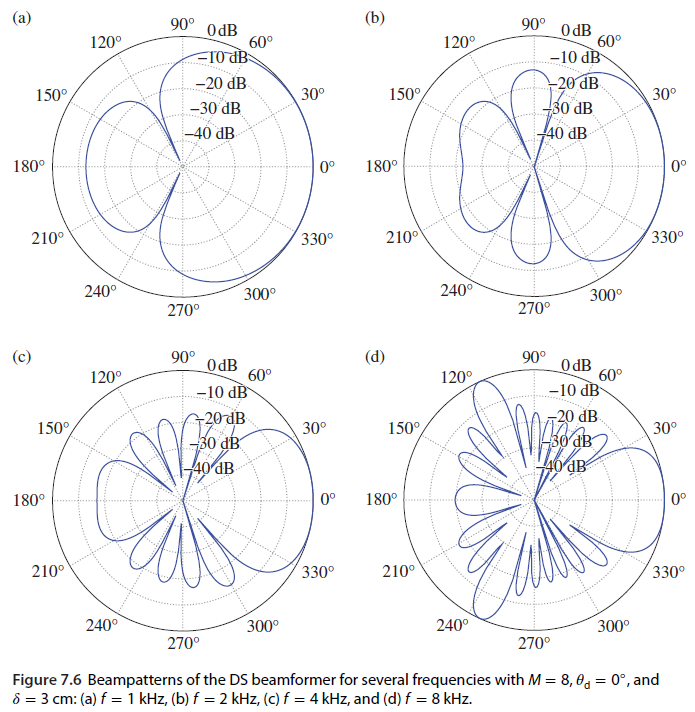 (a)
90°
0 dB
120°
60°
−10 dB
−20 dB
150°
30°
−30 dB
−40 dB
180°
0°
210°
330°
240°
300°
270°
(b)
90°
0 dB
120°
60°
−10 dB
−20 dB
150°
30°
−30 dB
−40 dB
180°
0°
210°
330°
240°
300°
270°
(c)
90°
0 dB
120°
60°
−10 dB
−20 dB
150°
30°
−30 dB
−40 dB
180°
0°
210°
330°
240°
300°
270°
(d)
90°
0 dB
120°
60°
−10 dB
−20 dB
150°
30°
−30 dB
−40 dB
180°
0°
210°
330°
240°
300°
270°
Figure 7.6 Beampatterns of the DS beamformer for several frequencies with M = 8, θd = 0°, and
δ = 3 cm: (a) f = 1 kHz, (b) f = 2 kHz, (c) f = 4 kHz, and (d) f = 8 kHz.